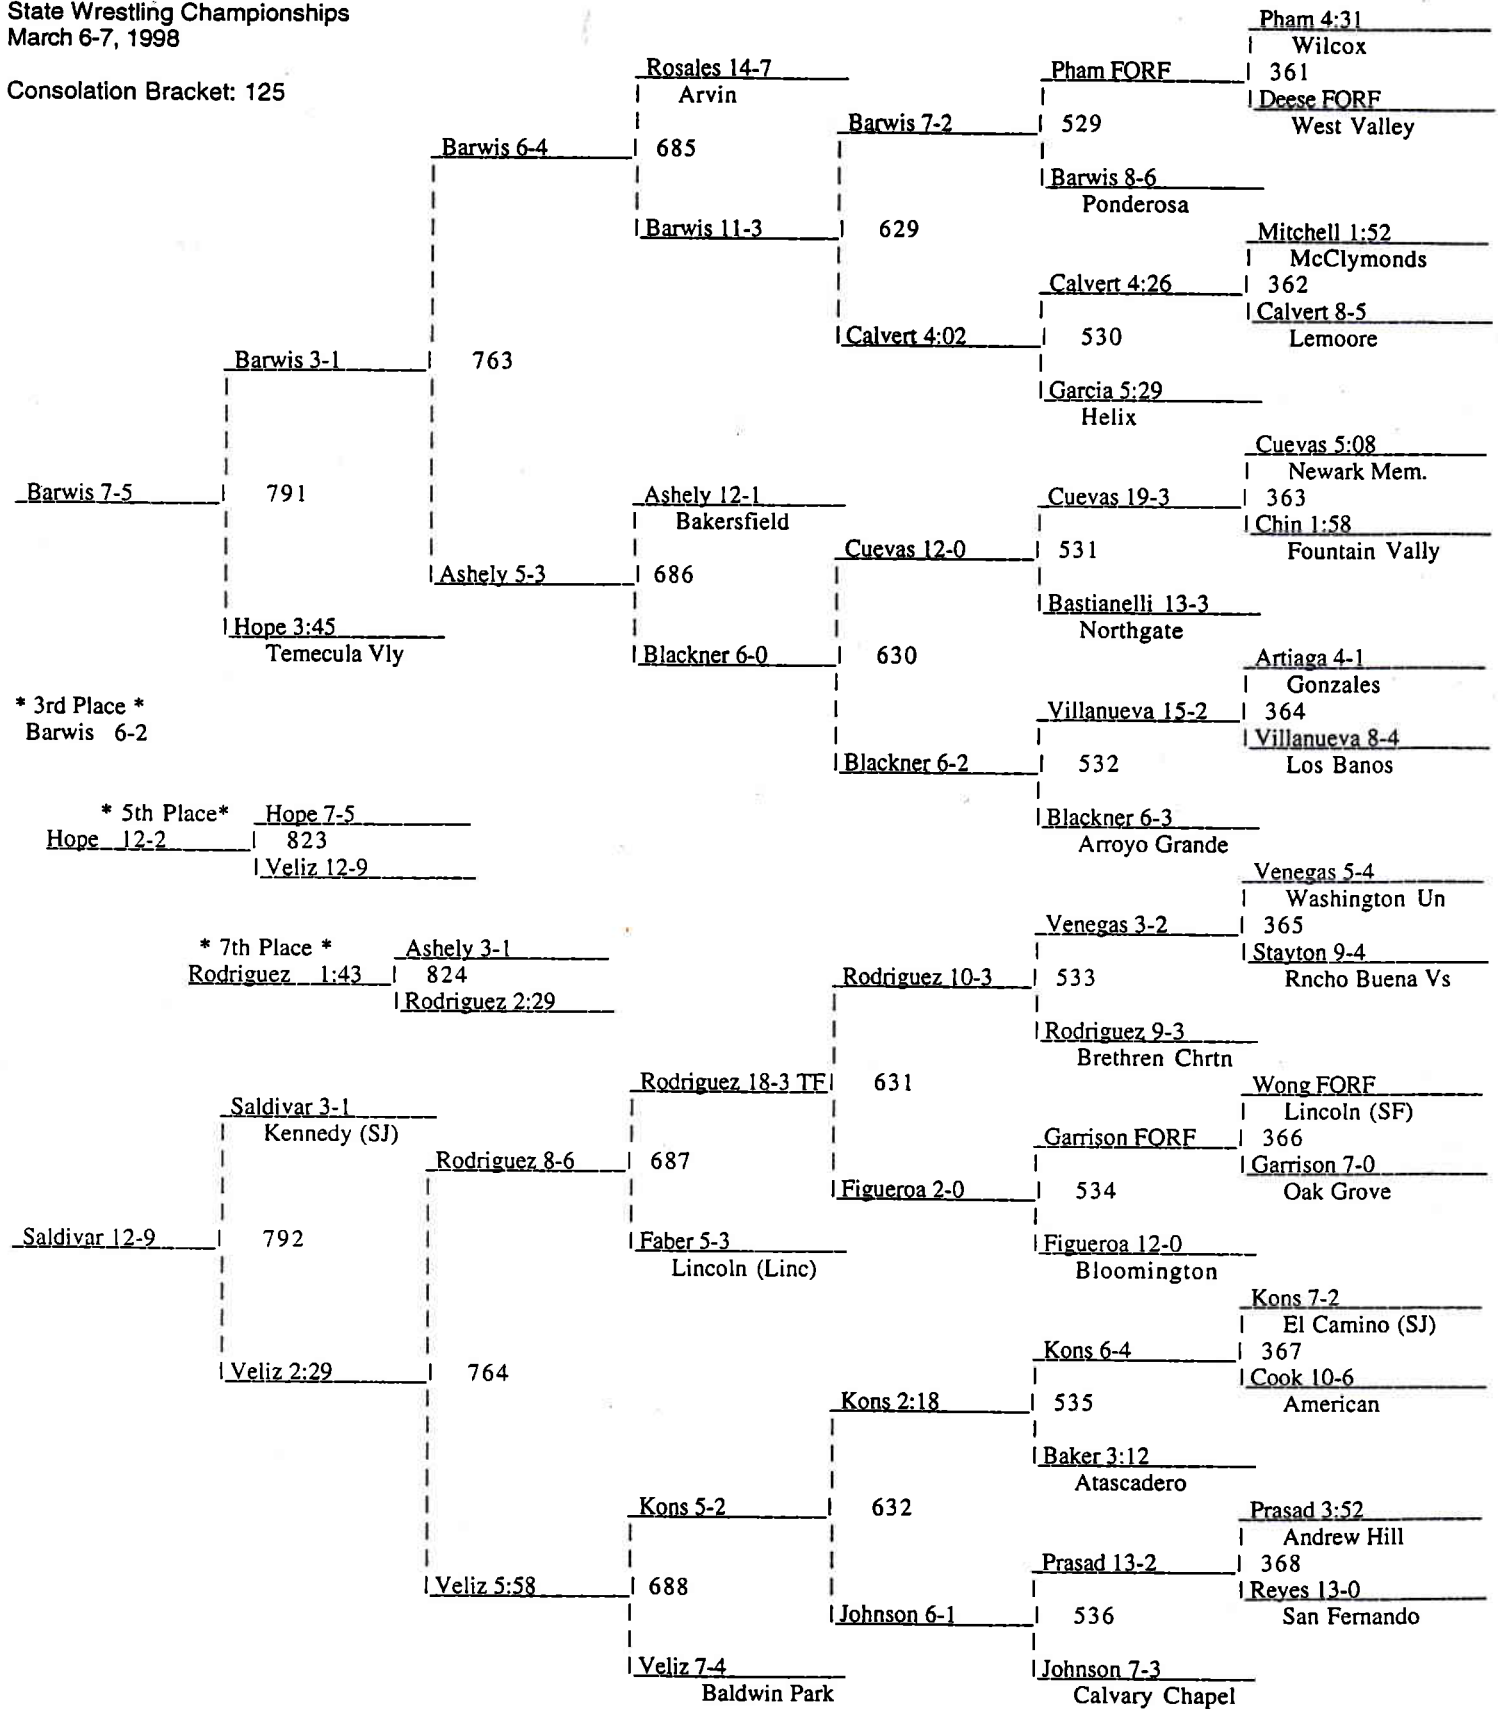 State Wrestling Championships
March 6-7, 1998
Consolation Bracket: 125
Pham 4:31
Wilcox
Rosales 14-7
Pham FORF
361
Arvin
Deese FORF
Barwis 7-2
529
West Valley
Barwis 6-4
685
Barwis 8-6
Ponderosa
Barwis 11-3
629
Mitchell 1:52
McClymonds
Calvert 4:26
362
Calvert 8-5
Calvert 4:02
530
Lemoore
Barwis 3-1
763
Garcia 5:29
Helix
Cuevas 5:08
Newark Mem.
Barwis 7-5
791
Ashely 12-1
Cuevas 19-3
363
Bakersfield
Chin 1:58
Cuevas 12-0
531
Fountain Vally
Ashely 5-3
686
Bastianelli 13-3
Hope 3:45
Northgate
Temecula Vly
Blackner 6-0
630
Artiaga 4-1
Gonzales
* 3rd Place *
Villanueva 15-2
364
Barwis 6-2
Villanueva 8-4
Blackner 6-2
532
Los Banos
* 5th Place*
Hope 7-5
Blackner 6-3
Hope 12-2
823
Arroyo Grande
Veliz 12-9
Venegas 5-4
Washington Un
Venegas 3-2
365
* 7th Place *
Ashely 3-1
Stayton 9-4
Rodriguez 1:43
824
Rodriguez 10-3
533
Rncho Buena Vs
Rodriguez 2:29
Rodriguez 9-3
Brethren Chrtn
Rodriguez 18-3 TF
631
Wong FORF
Saldivar 3-1
Lincoln (SF)
Kennedy (SJ)
Garrison FORF
366
Rodriguez 8-6
687
Garrison 7-0
Figueroa 2-0
534
Oak Grove
Saldivar 12-9
792
Faber 5-3
Figueroa 12-0
Lincoln (Linc)
Bloomington
Kons 7-2
El Camino (SJ)
Kons 6-4
367
Veliz 2:29
764
Cook 10-6
Kons 2:18
535
American
Baker 3:12
Atascadero
Kons 5-2
632
Prasad 3:52
Andrew Hill
Prasad 13-2
368
Veliz 5:58
688
Reyes 13-0
Johnson 6-1
536
San Fernando
Veliz 7-4
Johnson 7-3
Baldwin Park
Calvary Chapel